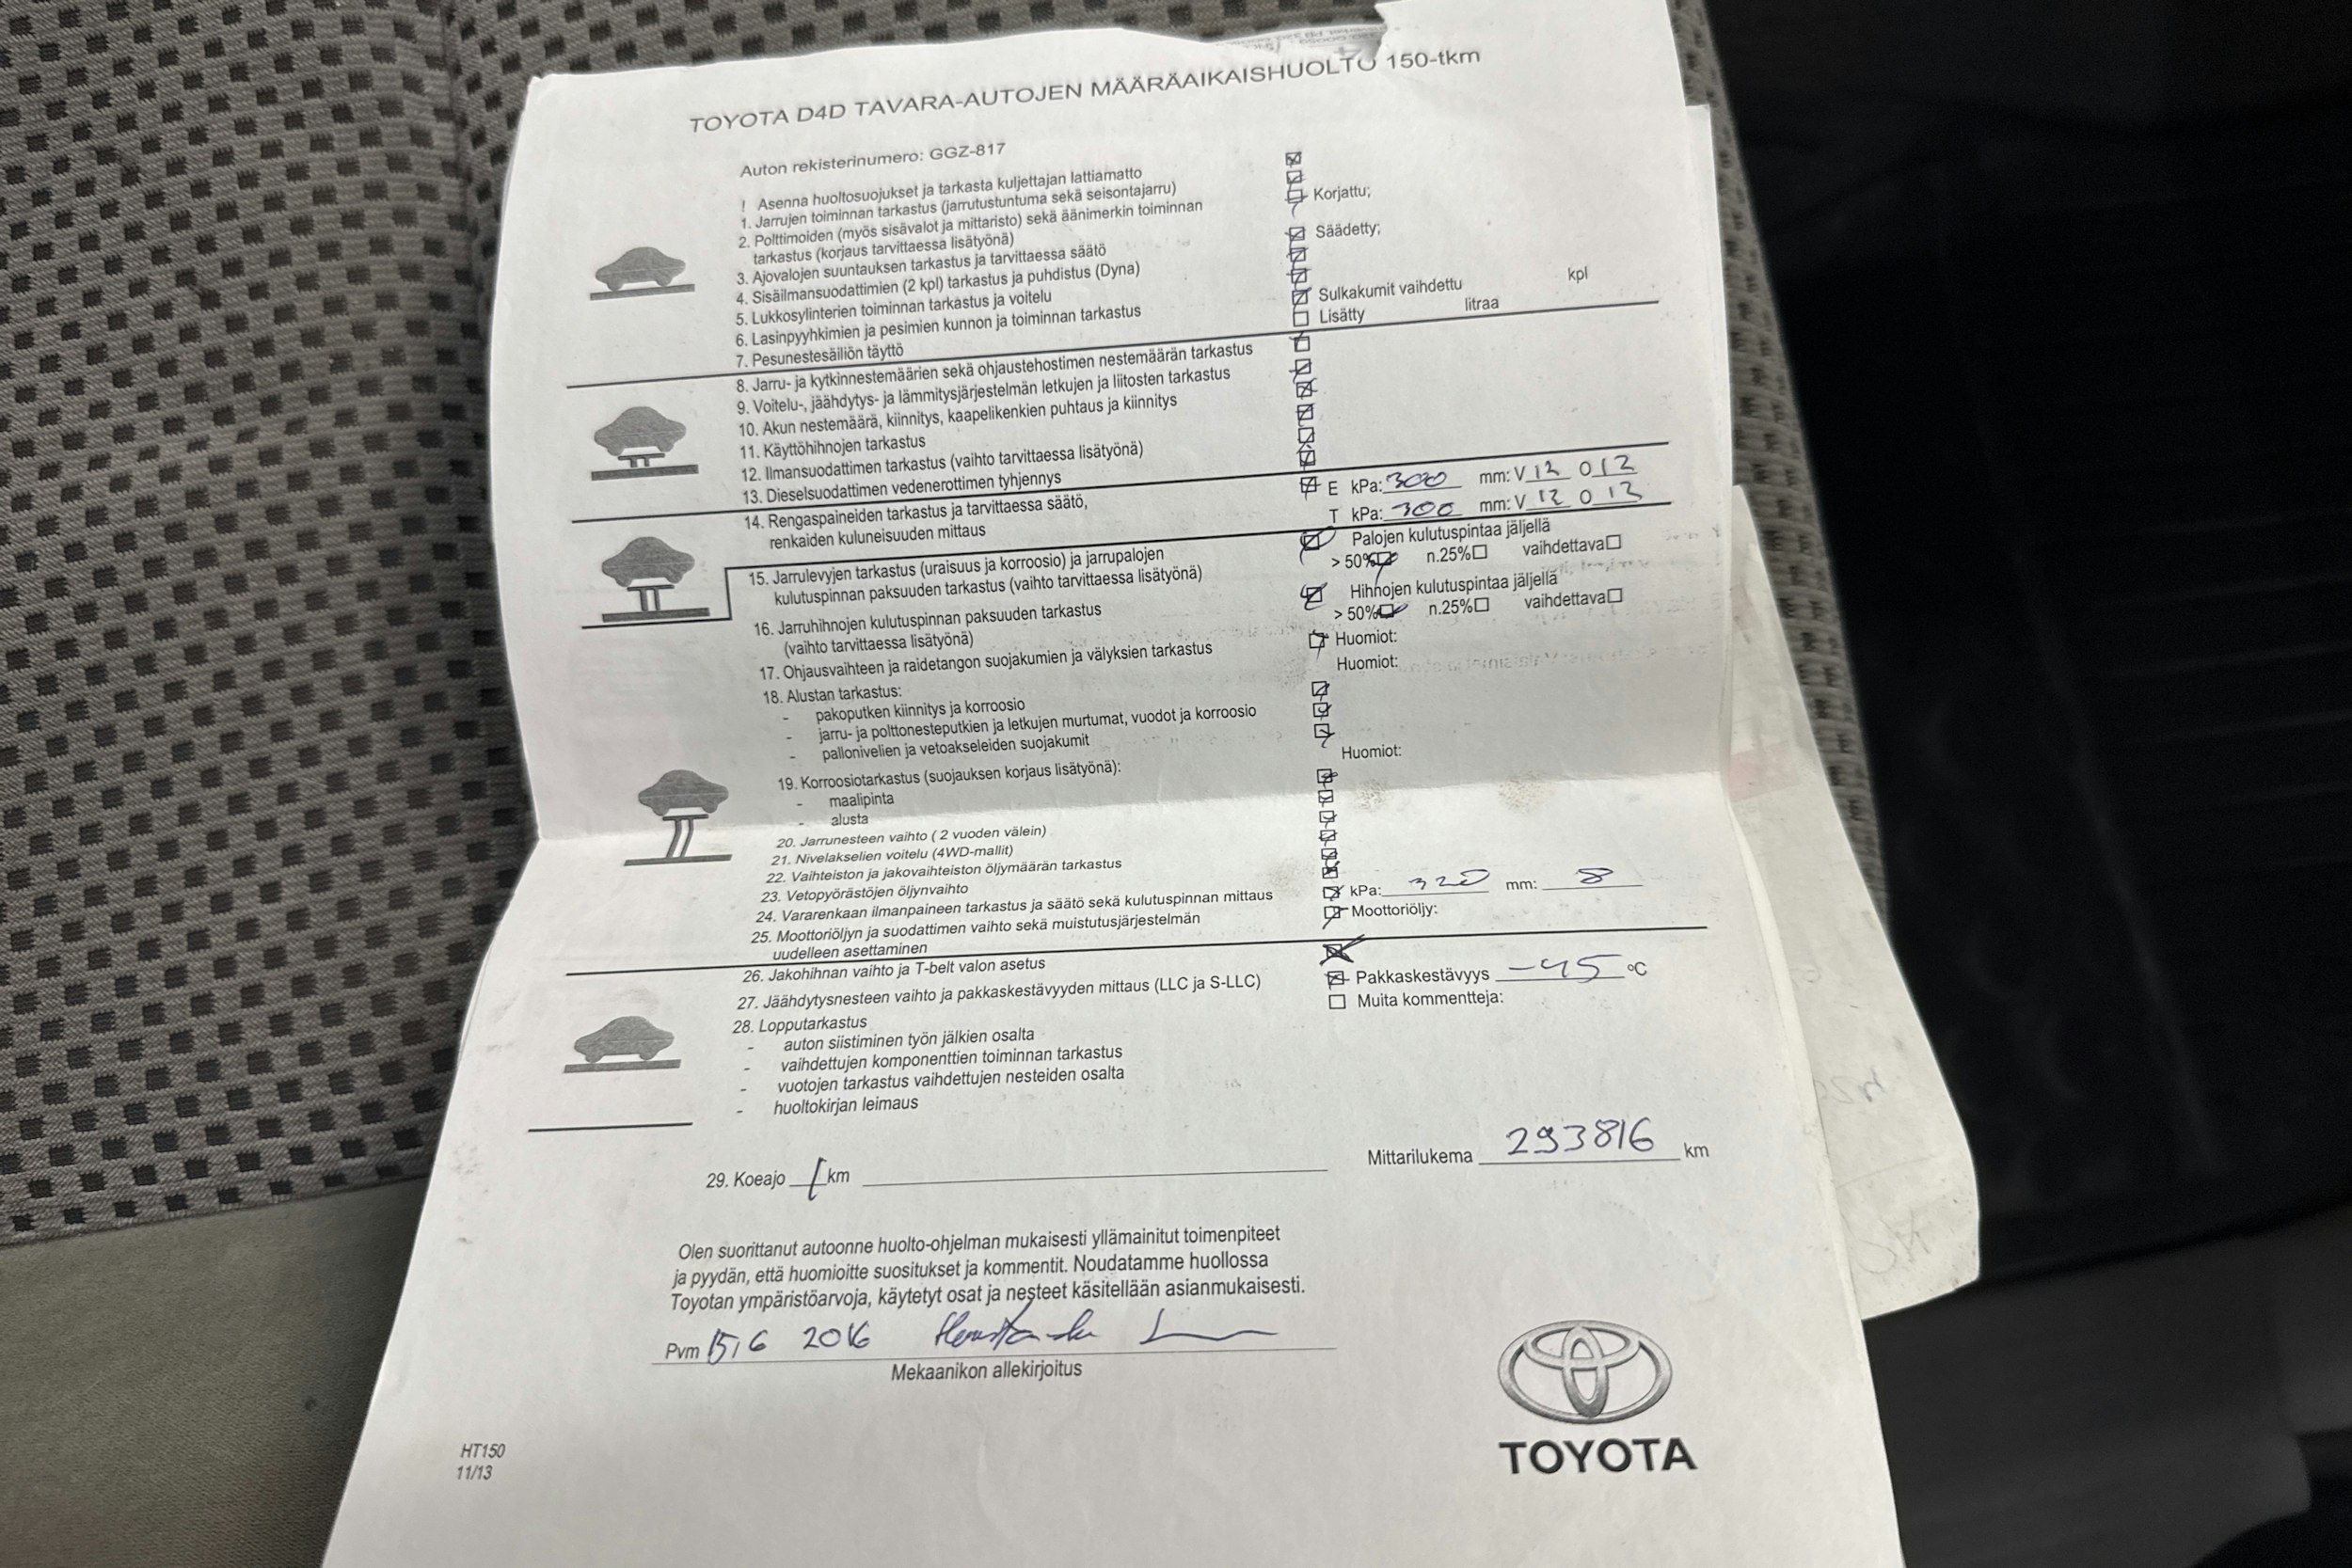 TOYOTA D4D TAVARA-AUTOJEN MÄÄRÄAIKAISHUOLTO 150-tkm
Auton rekisterinumero: GGZ-817
! Asenna huoltosuojukset ja tarkasta kuljettajan lattiamatto
1. Jarrujen toiminnan tarkastus (jarrutustuntuma sekä seisontajarru)
2. Polttimoiden (myös sisävalot ja mittaristo) sekä äänimerkin toiminnan Korjattu;
tarkastus (korjaus tarvittaessa lisätyönä)
3. Ajovalojen suuntauksen tarkastus ja tarvittaessa säätö Säädetty;
4. Sisäilmansuodattimien (2 kpl) tarkastus ja puhdistus (Dyna)
5. Lukkosylinterien toiminnan tarkastus ja voitelu
6. Lasinpyyhkimien ja pesimien kunnon ja toiminnan tarkastus Sulkakumit vaihdettu kpl
7. Pesunestesäiliön täyttö Lisätty litraa
8. Jarru- ja kytkinnestemäärien sekä ohjaustehostimen nestemäärän tarkastus
9. Voitelu-, jäähdytys- ja lämmitysjärjestelmän letkujen ja liitosten tarkastus
10. Akun nestemäärä, kiinnitys, kaapelikenkien puhtaus ja kiinnitys
11. Käyttöhihnojen tarkastus
12. Ilmansuodattimen tarkastus (vaihto tarvittaessa lisätyönä)
13. Dieselsuodattimen vedenerottimen tyhjennys
14. Rengaspaineiden tarkastus ja tarvittaessa säätö, E kPa: 300 mm: V 12 O 12
renkaiden kuluneisuuden mittaus T kPa: 300 mm: V 12 O 12
15. Jarrulevyjen tarkastus (uraisuus ja korroosio) ja jarrupalojen Palojen kulutuspintaa jäljellä
kulutuspinnan paksuuden tarkastus (vaihto tarvittaessa lisätyönä) > 50% n.25% vaihdettava
16. Jarruhihnojen kulutuspinnan paksuuden tarkastus Hihnojen kulutuspintaa jäljellä
(vaihto tarvittaessa lisätyönä) > 50% n.25% vaihdettava
17. Ohjausvaihteen ja raidetangon suojakumien ja välyksien tarkastus Huomiot:
18. Alustan tarkastus: Huomiot:
- pakoputken kiinnitys ja korroosio
- jarru- ja polttonesteputkien ja letkujen murtumat, vuodot ja korroosio
- pallonivelien ja vetoakseleiden suojakumit
19. Korroosiotarkastus (suojauksen korjaus lisätyönä): Huomiot:
- maalipinta
- alusta
20. Jarrunesteen vaihto ( 2 vuoden välein)
21. Nivelakselien voitelu (4WD-mallit)
22. Vaihteiston ja jakovaihteiston öljymäärän tarkastus
23. Vetopyörästöjen öljynvaihto
24. Vararenkaan ilmanpaineen tarkastus ja säätö sekä kulutuspinnan mittaus kPa: 320 mm: 8
25. Moottoriöljyn ja suodattimen vaihto sekä muistutusjärjestelmän Moottoriöljy:
uudelleen asettaminen
26. Jakohihnan vaihto ja T-belt valon asetus
27. Jäähdytysnesteen vaihto ja pakkaskestävyyden mittaus (LLC ja S-LLC) Pakkaskestävyys -45 °C
28. Lopputarkastus Muita kommentteja:
- auton siistiminen työn jälkien osalta
- vaihdettujen komponenttien toiminnan tarkastus
- vuotojen tarkastus vaihdettujen nesteiden osalta
- huoltokirjan leimaus
29. Koeajo km Mittarilukema 293816 km
Olen suorittanut autoonne huolto-ohjelman mukaisesti yllämainitut toimenpiteet
ja pyydän, että huomioitte suositukset ja kommentit. Noudatamme huollossa
Toyotan ympäristöarvoja, käytetyt osat ja nesteet käsitellään asianmukaisesti.
Pvm 15/6 2016
Mekaanikon allekirjoitus
HT150
11/13
TOYOTA